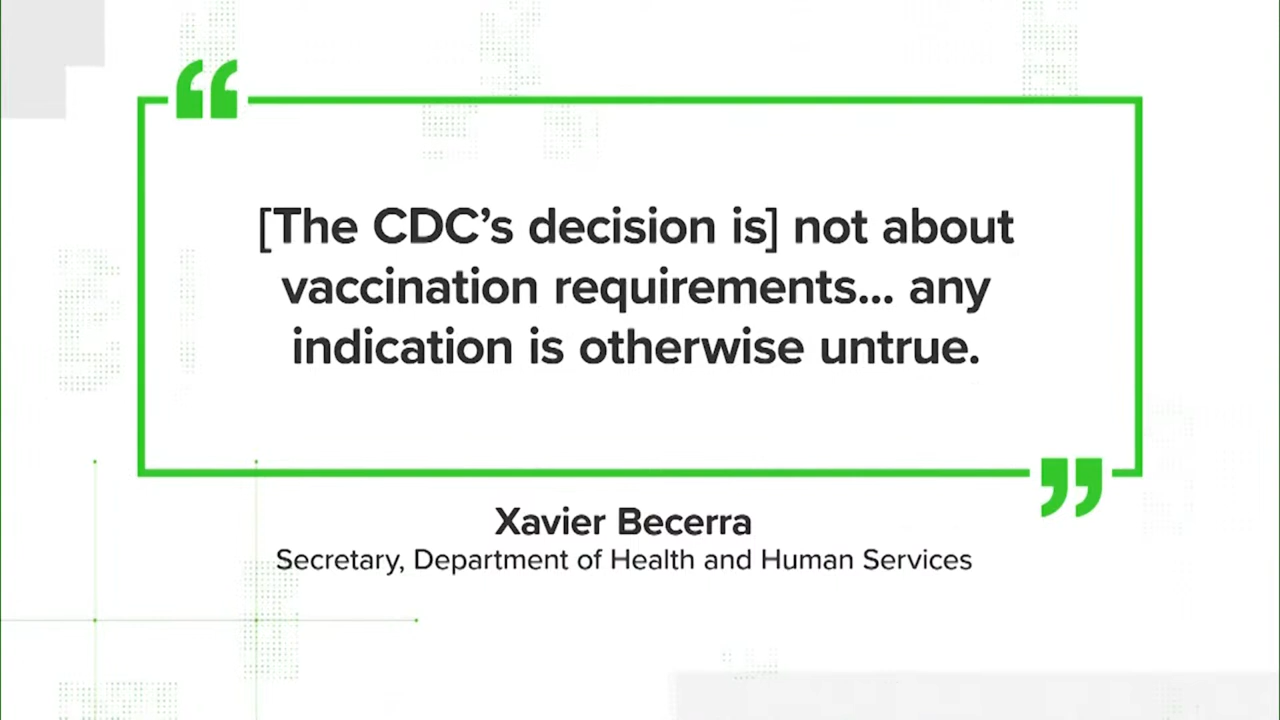 “
[The CDC’s decision is] not about
vaccination requirements... any
indication is otherwise untrue.
”
Xavier Becerra
Secretary, Department of Health and Human Services